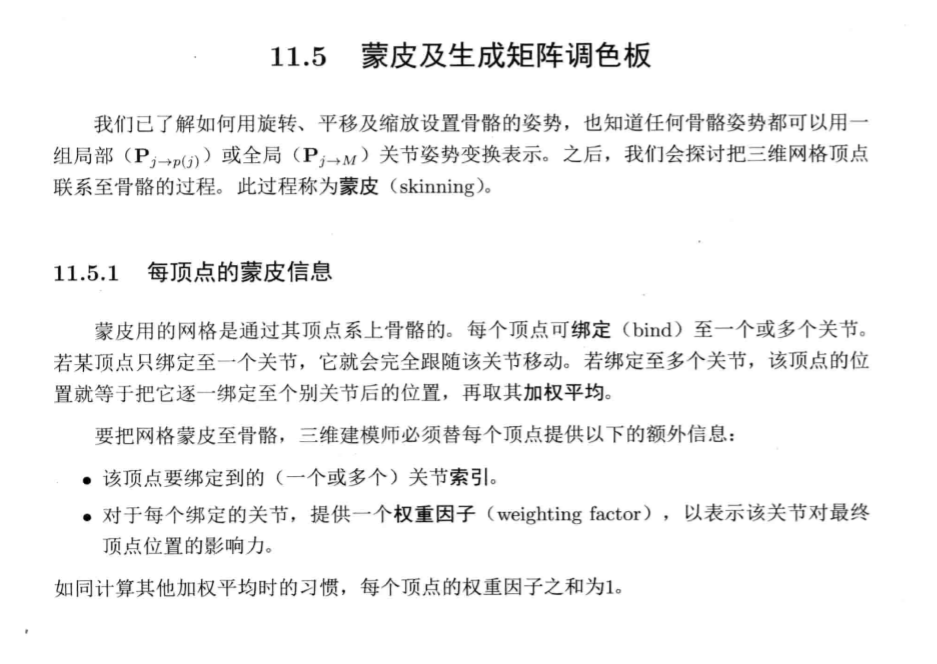 11.5 蒙皮及生成矩阵调色板
我们已了解如何用旋转、平移及缩放设置骨骼的姿势，也知道任何骨骼姿势都可以用一
组局部（P_{j→p(j)}）或全局（P_{j→M}）关节姿势变换表示。之后，我们会探讨把三维网格顶点
联系至骨骼的过程。此过程称为蒙皮（skinning）。
11.5.1 每顶点的蒙皮信息
蒙皮用的网格是通过其顶点系上骨骼的。每个顶点可绑定（bind）至一个或多个关节。
若某顶点只绑定至一个关节，它就会完全跟随该关节移动。若绑定至多个关节，该顶点的位
置就等于把它逐一绑定至个别关节后的位置，再取其加权平均。
要把网格蒙皮至骨骼，三维建模师必须替每个顶点提供以下的额外信息：
• 该顶点要绑定到的（一个或多个）关节索引。
• 对于每个绑定的关节，提供一个权重因子（weighting factor），以表示该关节对最终
顶点位置的影响力。
如同计算其他加权平均时的习惯，每个顶点的权重因子之和为1。